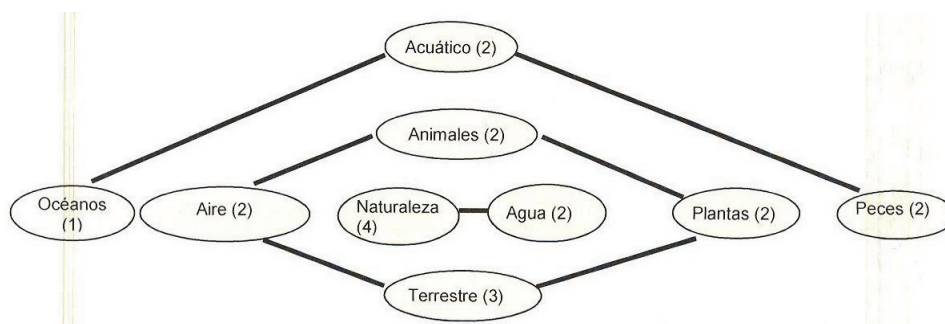 Acuático (2)
Animales (2)
Océanos
(1)
Aire (2)
Naturaleza
(4)
Agua (2)
Plantas (2)
Peces (2)
Terrestre (3)